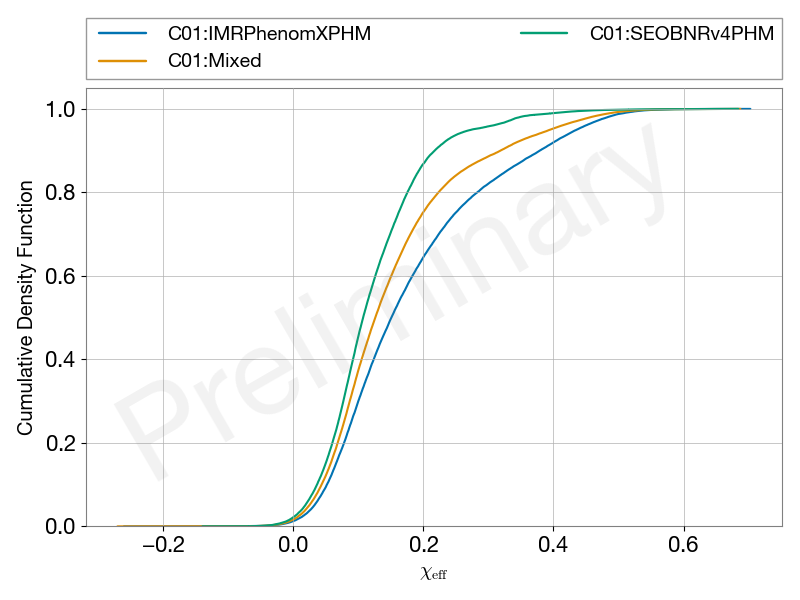 C01:IMRPhenomXPHM
C01:Mixed
C01:SEOBNRv4PHM
Cumulative Density Function
1.0
0.8
0.6
0.4
0.2
0.0
Preliminary
−0.2
0.0
0.2
0.4
0.6
χeff